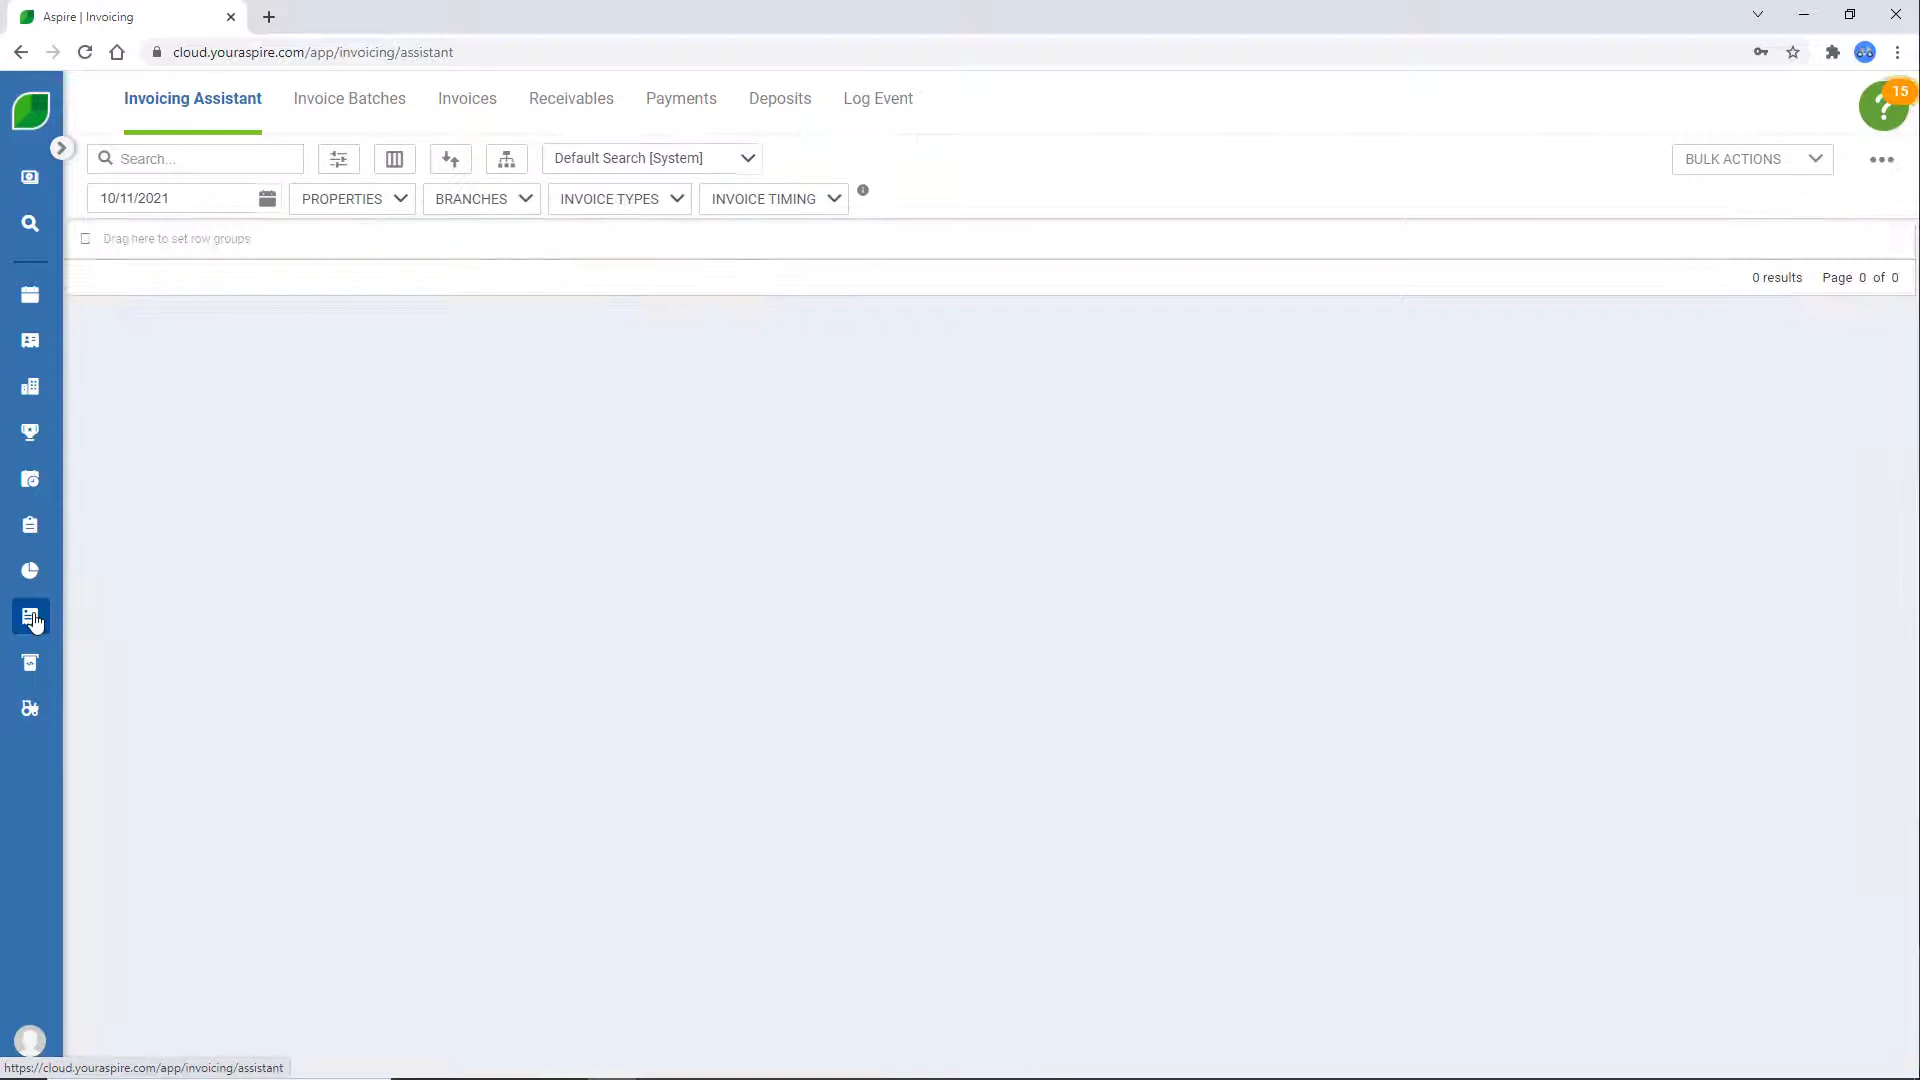 Aspire | Invoicing
cloud.youraspire.com/app/invoicing/assistant
Invoicing Assistant Invoice Batches Invoices Receivables Payments Deposits Log Event
15
?
Search... Default Search [System] BULK ACTIONS
10/11/2021 PROPERTIES BRANCHES INVOICE TYPES INVOICE TIMING
Drag here to set row groups
0 results Page 0 of 0
https://cloud.youraspire.com/app/invoicing/assistant